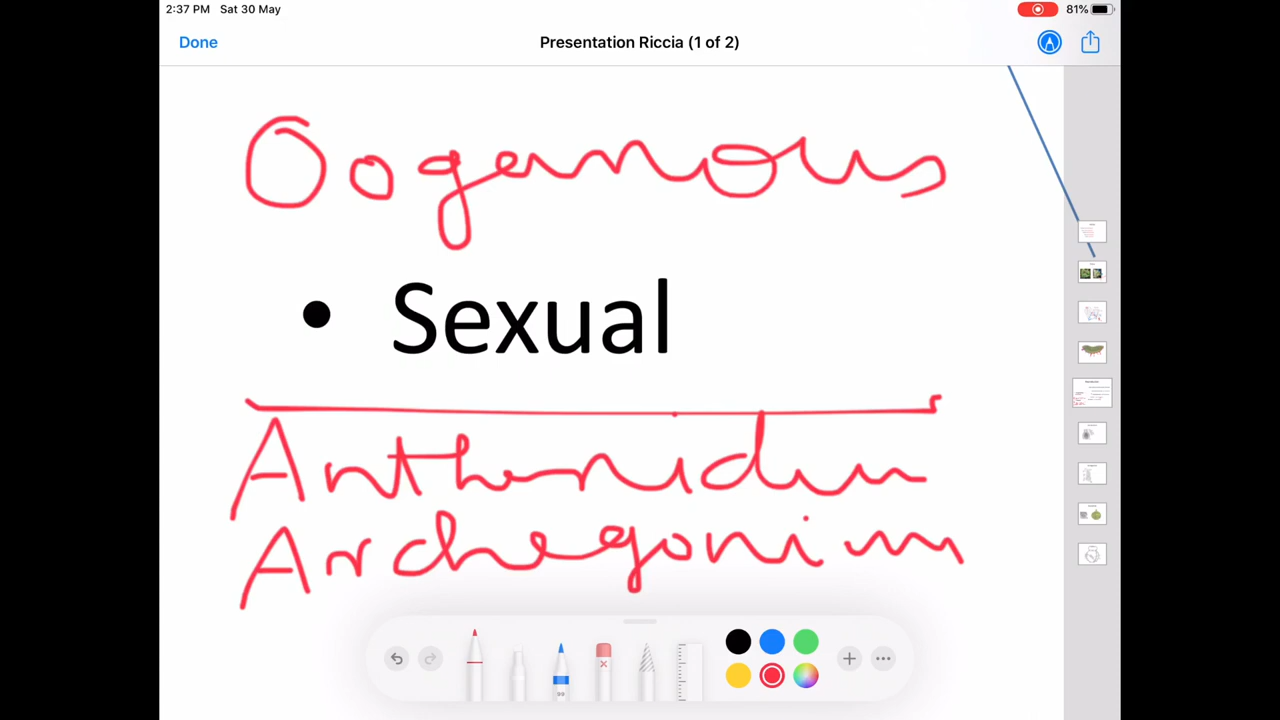 2:37 PM Sat 30 May 81%
Done Presentation Riccia (1 of 2)
Oogamous
• Sexual
Antheridium
Archegonium